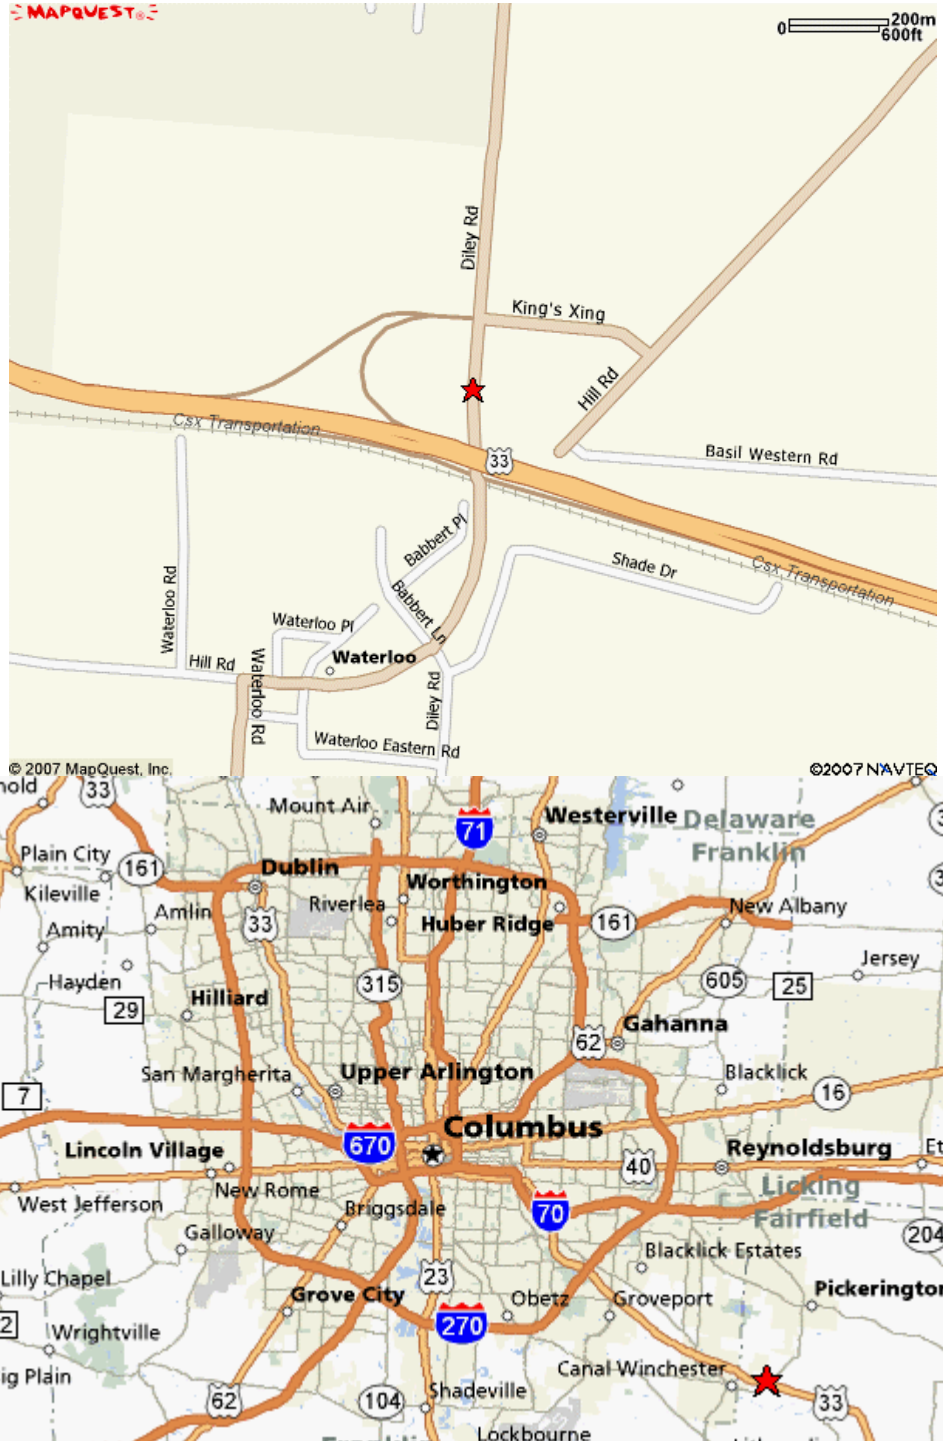 MAPQUEST
0 200m
600ft
Diley Rd
King's Xing
Hill Rd
Csx Transportation
33
Basil Western Rd
Babbert Pl
Shade Dr
Csx Transportation
Waterloo Rd
Waterloo Pl
Babbert Ln
Waterloo
Hill Rd
Waterloo Rd
Diley Rd
Waterloo Eastern Rd
© 2007 MapQuest, Inc.
©2007 NAVTEQ
33
Mount Air
71
Westerville
Delaware
Franklin
Plain City
161
Dublin
Kileville
Worthington
Riverlea
Amlin
33
Huber Ridge
161
New Albany
Amity
Jersey
Hayden
315
605
25
29
Hilliard
62
Gahanna
San Margherita
Upper Arlington
Blacklick
7
16
Columbus
670
Lincoln Village
40
Reynoldsburg
New Rome
Licking
West Jefferson
Briggsdale
70
Fairfield
Galloway
204
Blacklick Estates
Lilly Chapel
23
Grove City
Obetz
Groveport
Pickerington
270
2
Wrightville
Canal Winchester
ig Plain
62
104
Shadeville
33
Lockbourne